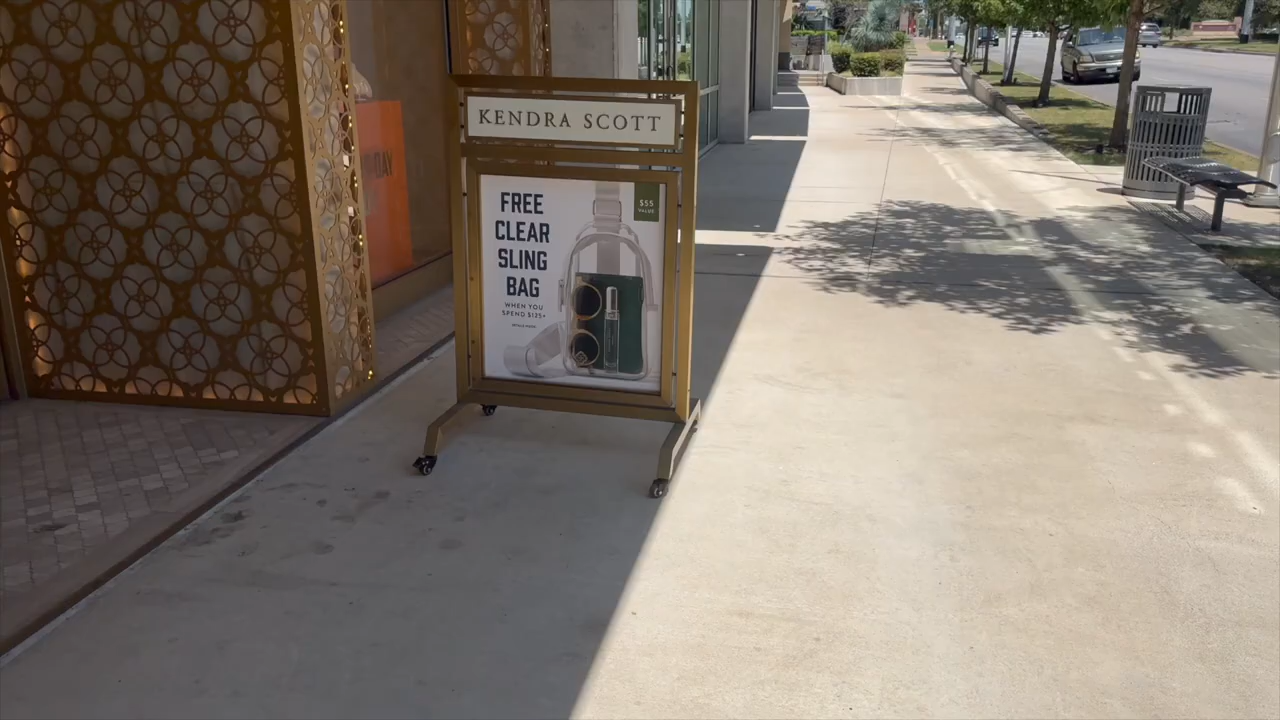 KENDRA SCOTT
FREE
CLEAR
SLING
BAG
WHEN YOU
SPEND $125+
$55
VALUE